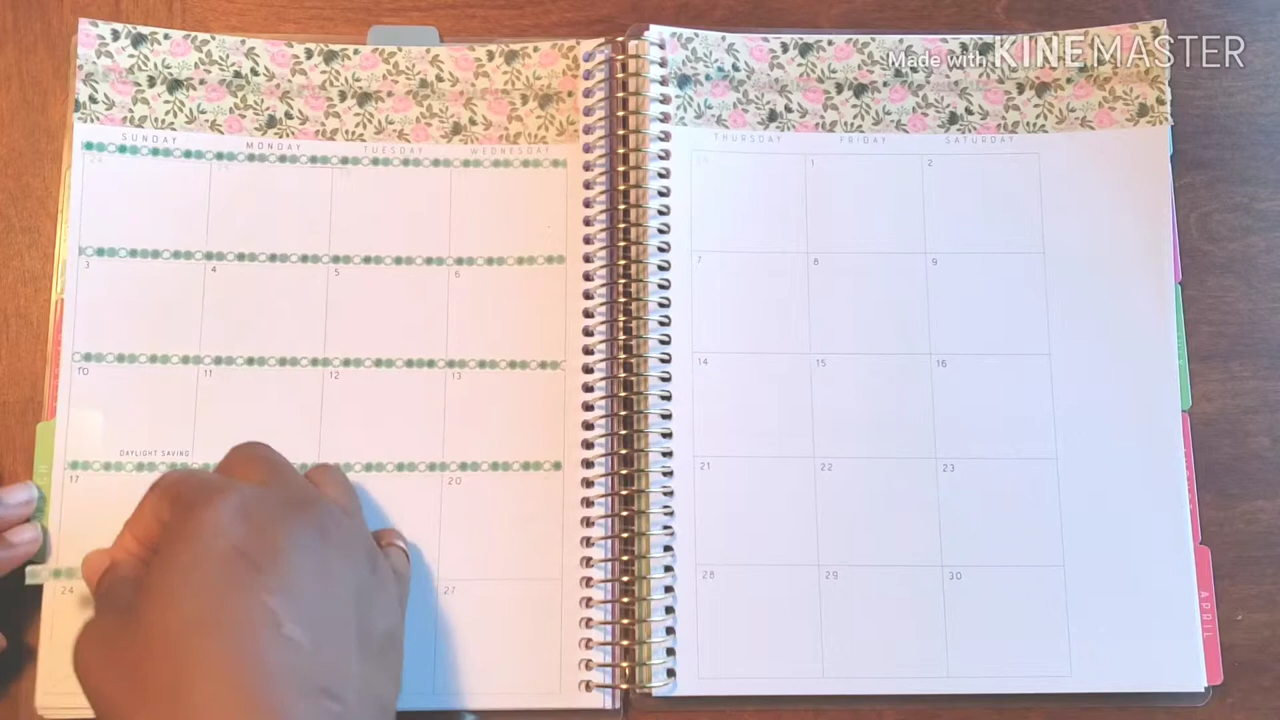 Made with KINEMASTER
SUNDAY MONDAY TUESDAY WEDNESDAY
THURSDAY FRIDAY SATURDAY
24
1 2
3 4 5 6
7 8 9
10 11 12 13
14 15 16
DAYLIGHT SAVING
17 20
21 22 23
24 27
28 29 30
APRIL